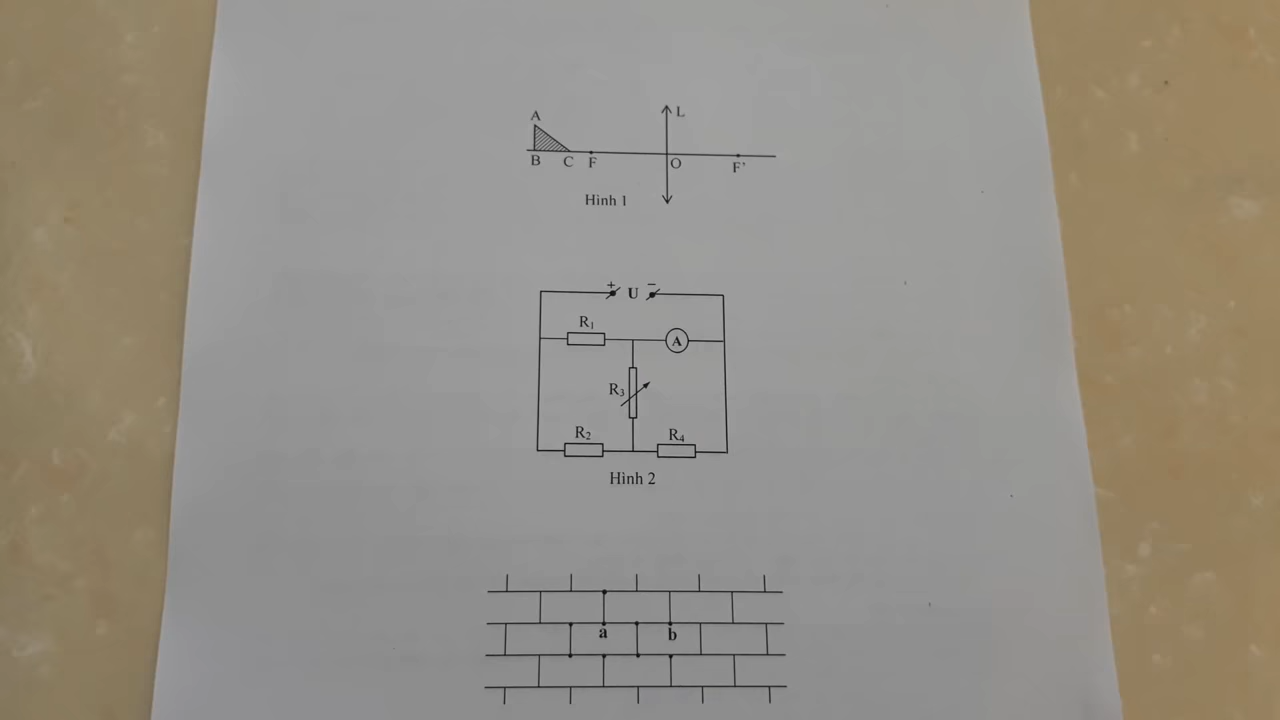 A
L
B C F O F'
Hình 1
+ U −
R₁ A
R₃
R₂ R₄
Hình 2
a b